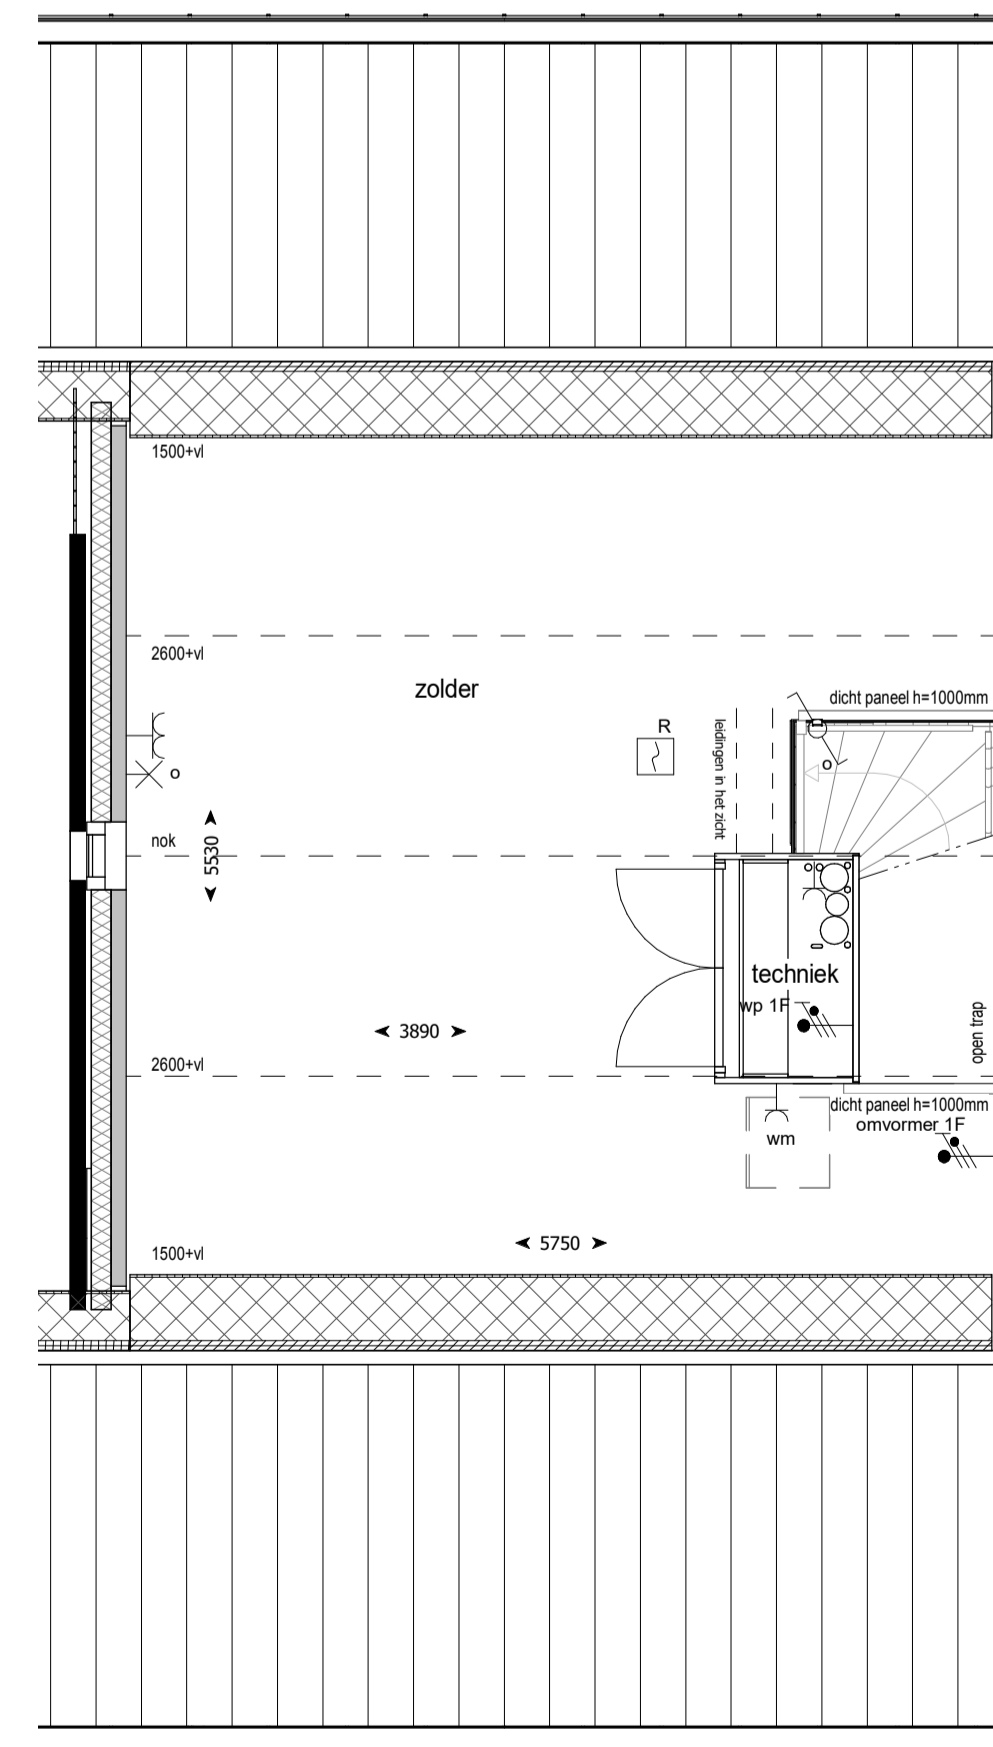 1500+vl
2600+vl
zolder
dicht paneel h=1000mm
R
leidingen in het zicht
o
o
nok
5530
techniek
wp 1F
3890
open trap
2600+vl
dicht paneel h=1000mm
omvormer 1F
wm
5750
1500+vl